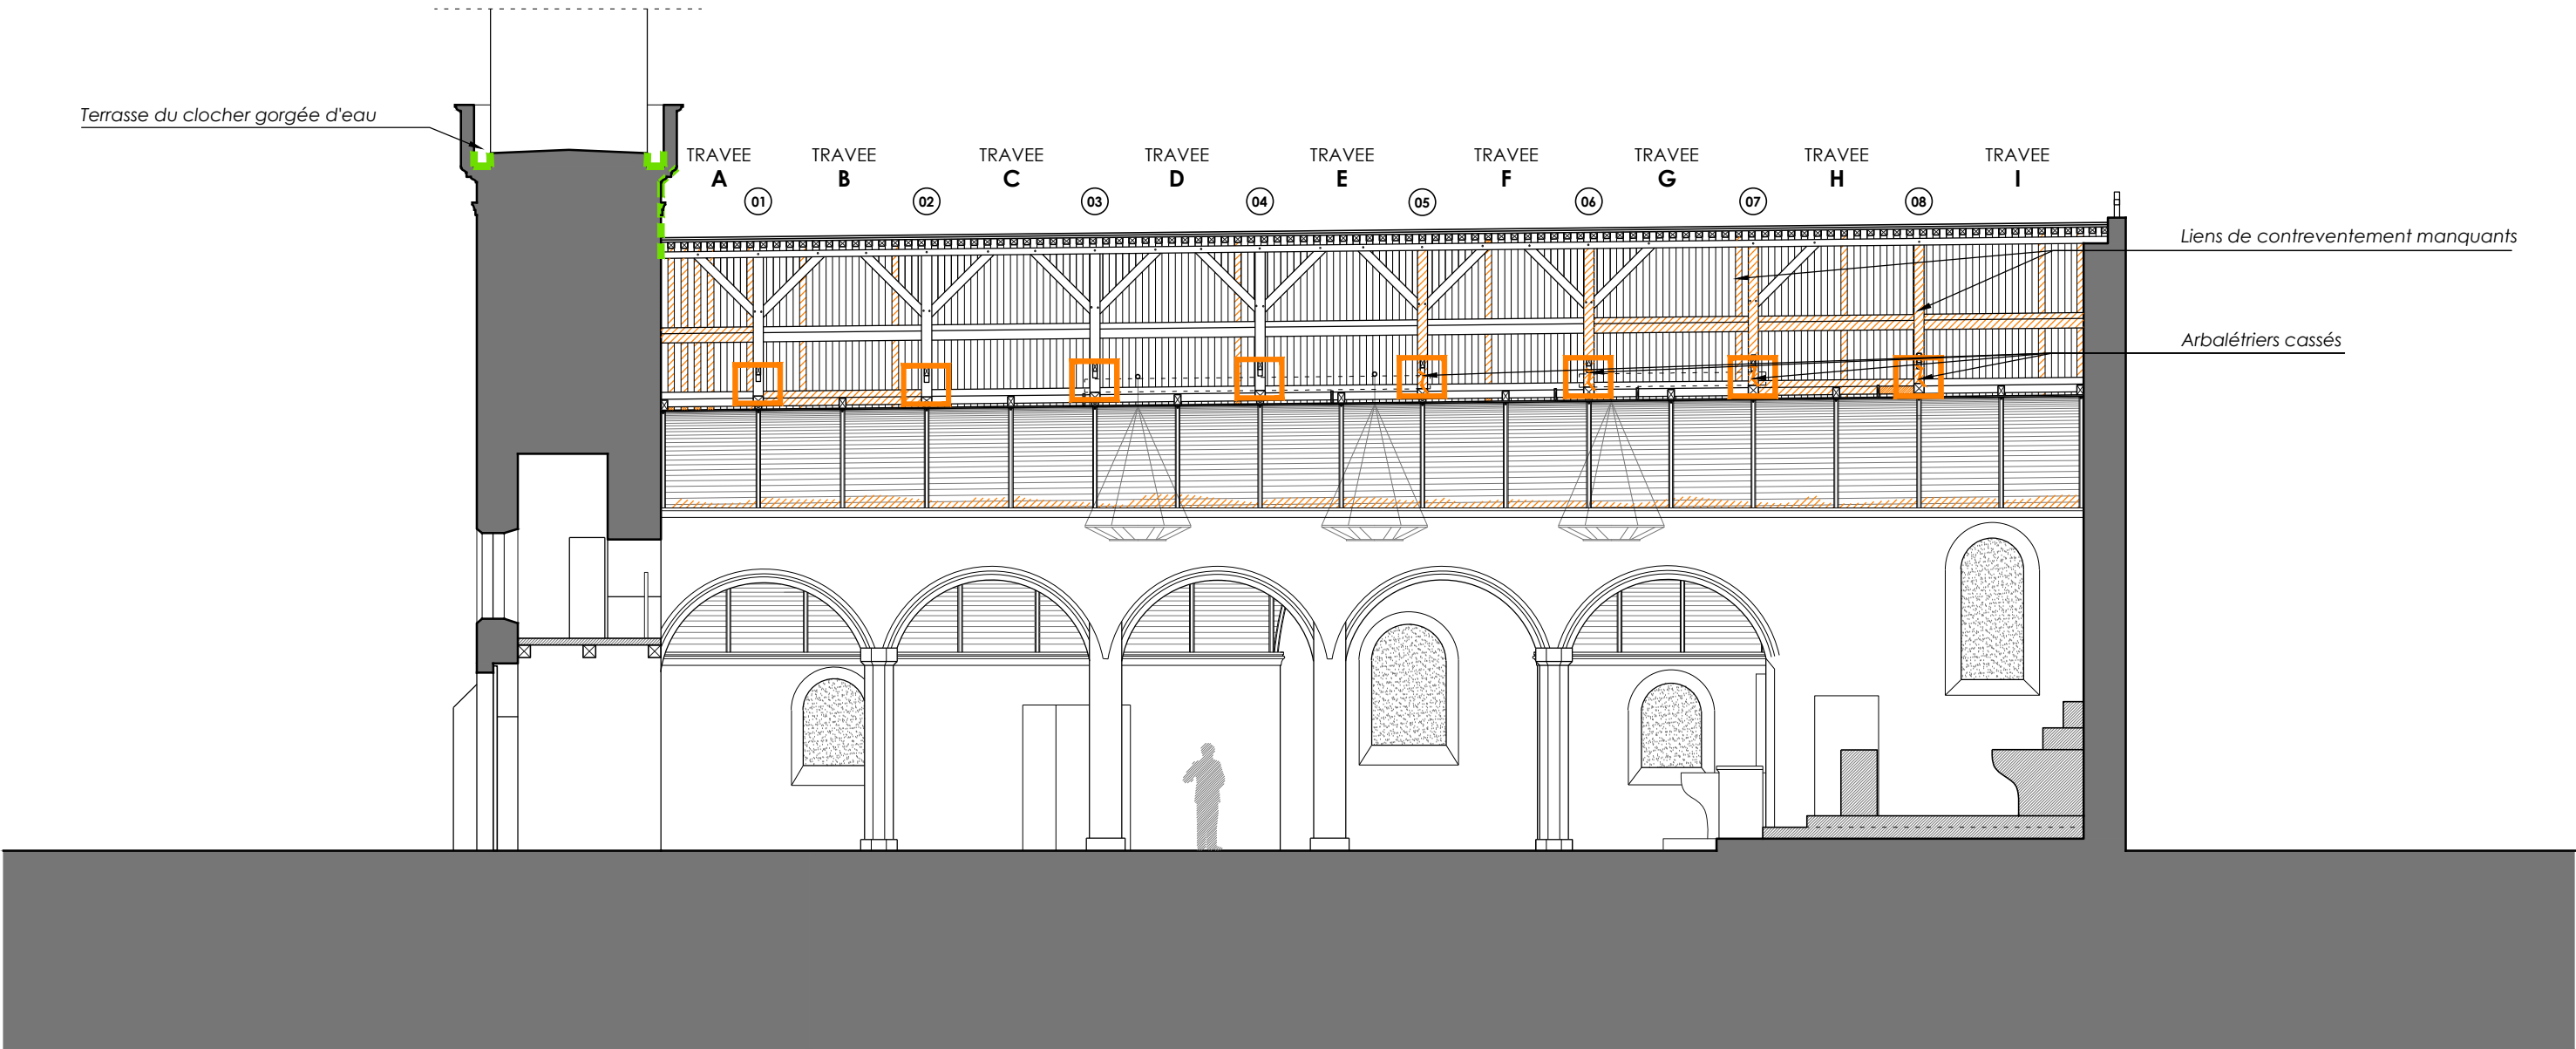 Terrasse du clocher gorgée d'eau
TRAVEE TRAVEE TRAVEE TRAVEE TRAVEE TRAVEE TRAVEE TRAVEE TRAVEE
A B C D E F G H I
01 02 03 04 05 06 07 08
Liens de contreventement manquants
Arbalétriers cassés